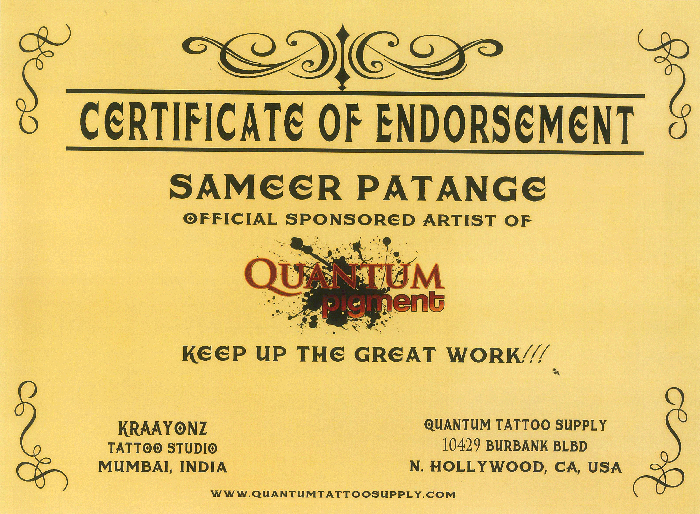 CERTIFICATE OF ENDORSEMENT
SAMEER PATANGE
OFFICIAL SPONSORED ARTIST OF
QUANTUM
pigment
KEEP UP THE GREAT WORK!!!
KRAAYONZ
TATTOO STUDIO
MUMBAI, INDIA
QUANTUM TATTOO SUPPLY
10429 BURBANK BLBD
N. HOLLYWOOD, CA, USA
WWW.QUANTUMTATTOOSUPPLY.COM